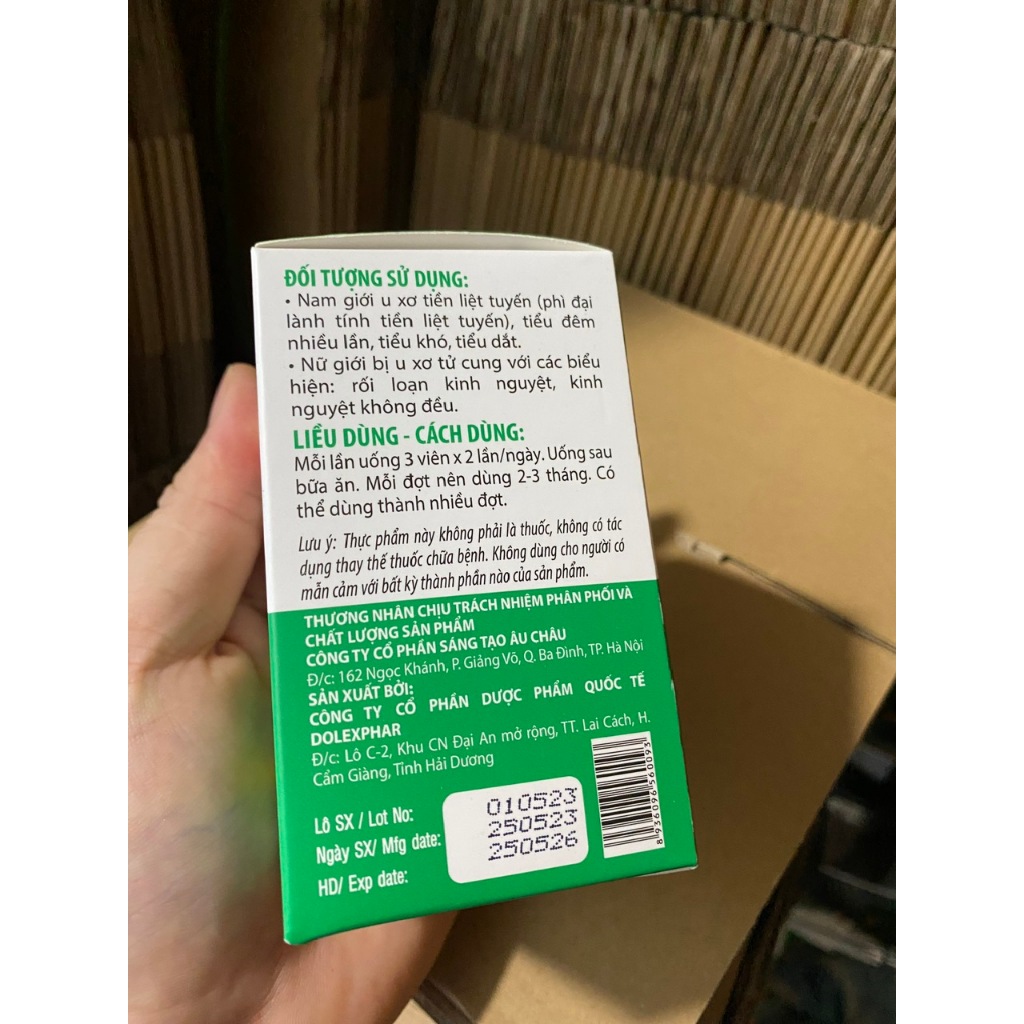 ĐỐI TƯỢNG SỬ DỤNG:
• Nam giới u xơ tiền liệt tuyến (phì đại
lành tính tiền liệt tuyến), tiểu đêm
nhiều lần, tiểu khó, tiểu dắt.
• Nữ giới bị u xơ tử cung với các biểu
hiện: rối loạn kinh nguyệt, kinh
nguyệt không đều.
LIỀU DÙNG - CÁCH DÙNG:
Mỗi lần uống 3 viên x 2 lần/ngày. Uống sau
bữa ăn. Mỗi đợt nên dùng 2-3 tháng. Có
thể dùng thành nhiều đợt.
Lưu ý: Thực phẩm này không phải là thuốc, không có tác
dụng thay thế thuốc chữa bệnh. Không dùng cho người có
mẫn cảm với bất kỳ thành phần nào của sản phẩm.
THƯƠNG NHÂN CHỊU TRÁCH NHIỆM PHÂN PHỐI VÀ
CHẤT LƯỢNG SẢN PHẨM
CÔNG TY CỔ PHẦN SÁNG TẠO ÂU CHÂU
Đ/c: 162 Ngọc Khánh, P. Giảng Võ, Q. Ba Đình, TP. Hà Nội
SẢN XUẤT BỞI:
CÔNG TY CỔ PHẦN DƯỢC PHẨM QUỐC TẾ
DOLEXPHAR
Đ/c: Lô C-2, Khu CN Đại An mở rộng, TT. Lai Cách, H.
Cẩm Giàng, Tỉnh Hải Dương
Lô SX / Lot No: 010523
Ngày SX/ Mfg date: 250523
HD/ Exp date: 250526
8936096560093